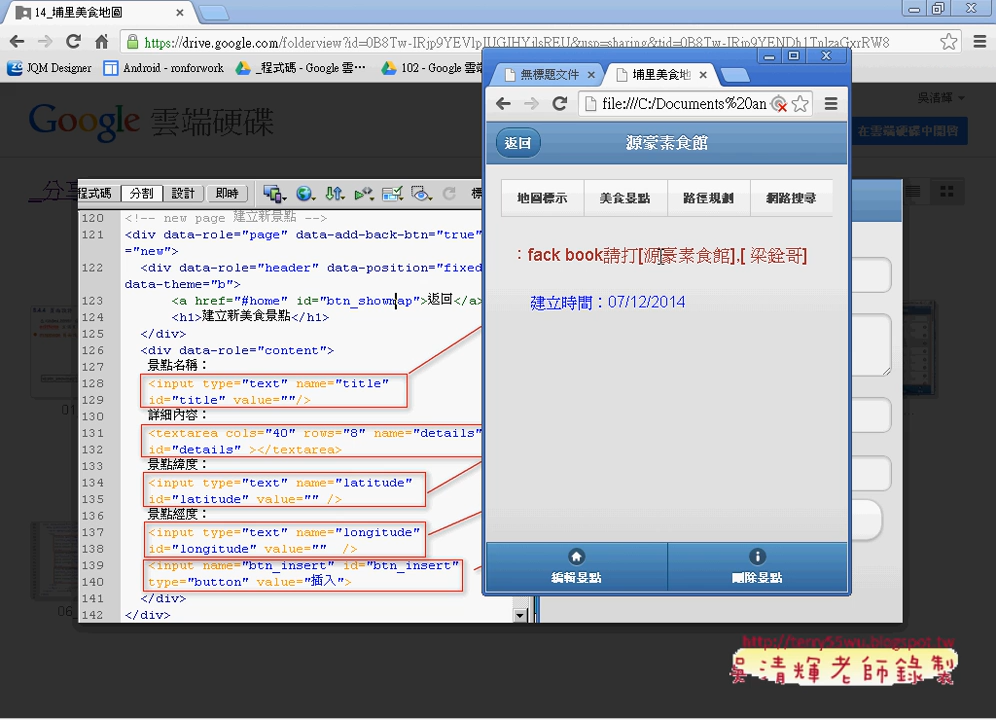 14_埔里美食地圖
https://drive.google.com/folderview?id=0B8Tw-IRjp9YEVlpJUGJHYjlsREU&usp=sharing&tid=0B8Tw-IRjp9YENDh1TnlzaGxrRW8
JQM Designer
Android - ronforwork
_程式碼 - Google 雲…
102 - Google 雲端
Google 雲端硬碟
吳清輝
在雲端硬碟中開啟
_分享
無標題文件
埔里美食地
file:///C:/Documents%20an
返回
源豪素食館
地圖標示
美食景點
路徑規劃
網路搜尋
：fack book請打[源豪素食館],[ 梁銓哥]
建立時間：07/12/2014
編輯景點
刪除景點
程式碼
分割
設計
即時
標
120 <!-- new page 建立新景點 -->
121 <div data-role="page" data-add-back-btn="true"
="new">
122 <div data-role="header" data-position="fixed
data-theme="b">
123 <a href="#home" id="btn_showmap">返回</a>
124 <h1>建立新美食景點</h1>
125 </div>
126 <div data-role="content">
127 景點名稱：
128 <input type="text" name="title"
129 id="title" value=""/>
130 詳細內容：
131 <textarea cols="40" rows="8" name="details"
132 id="details" ></textarea>
133 景點緯度：
134 <input type="text" name="latitude"
135 id="latitude" value="" />
136 景點經度：
137 <input type="text" name="longitude"
138 id="longitude" value="" />
139 <input name="btn_insert" id="btn_insert"
140 type="button" value="插入">
141 </div>
142 </div>
01
06_
http://terry55wu.blogspot.tw
吳清輝老師錄製